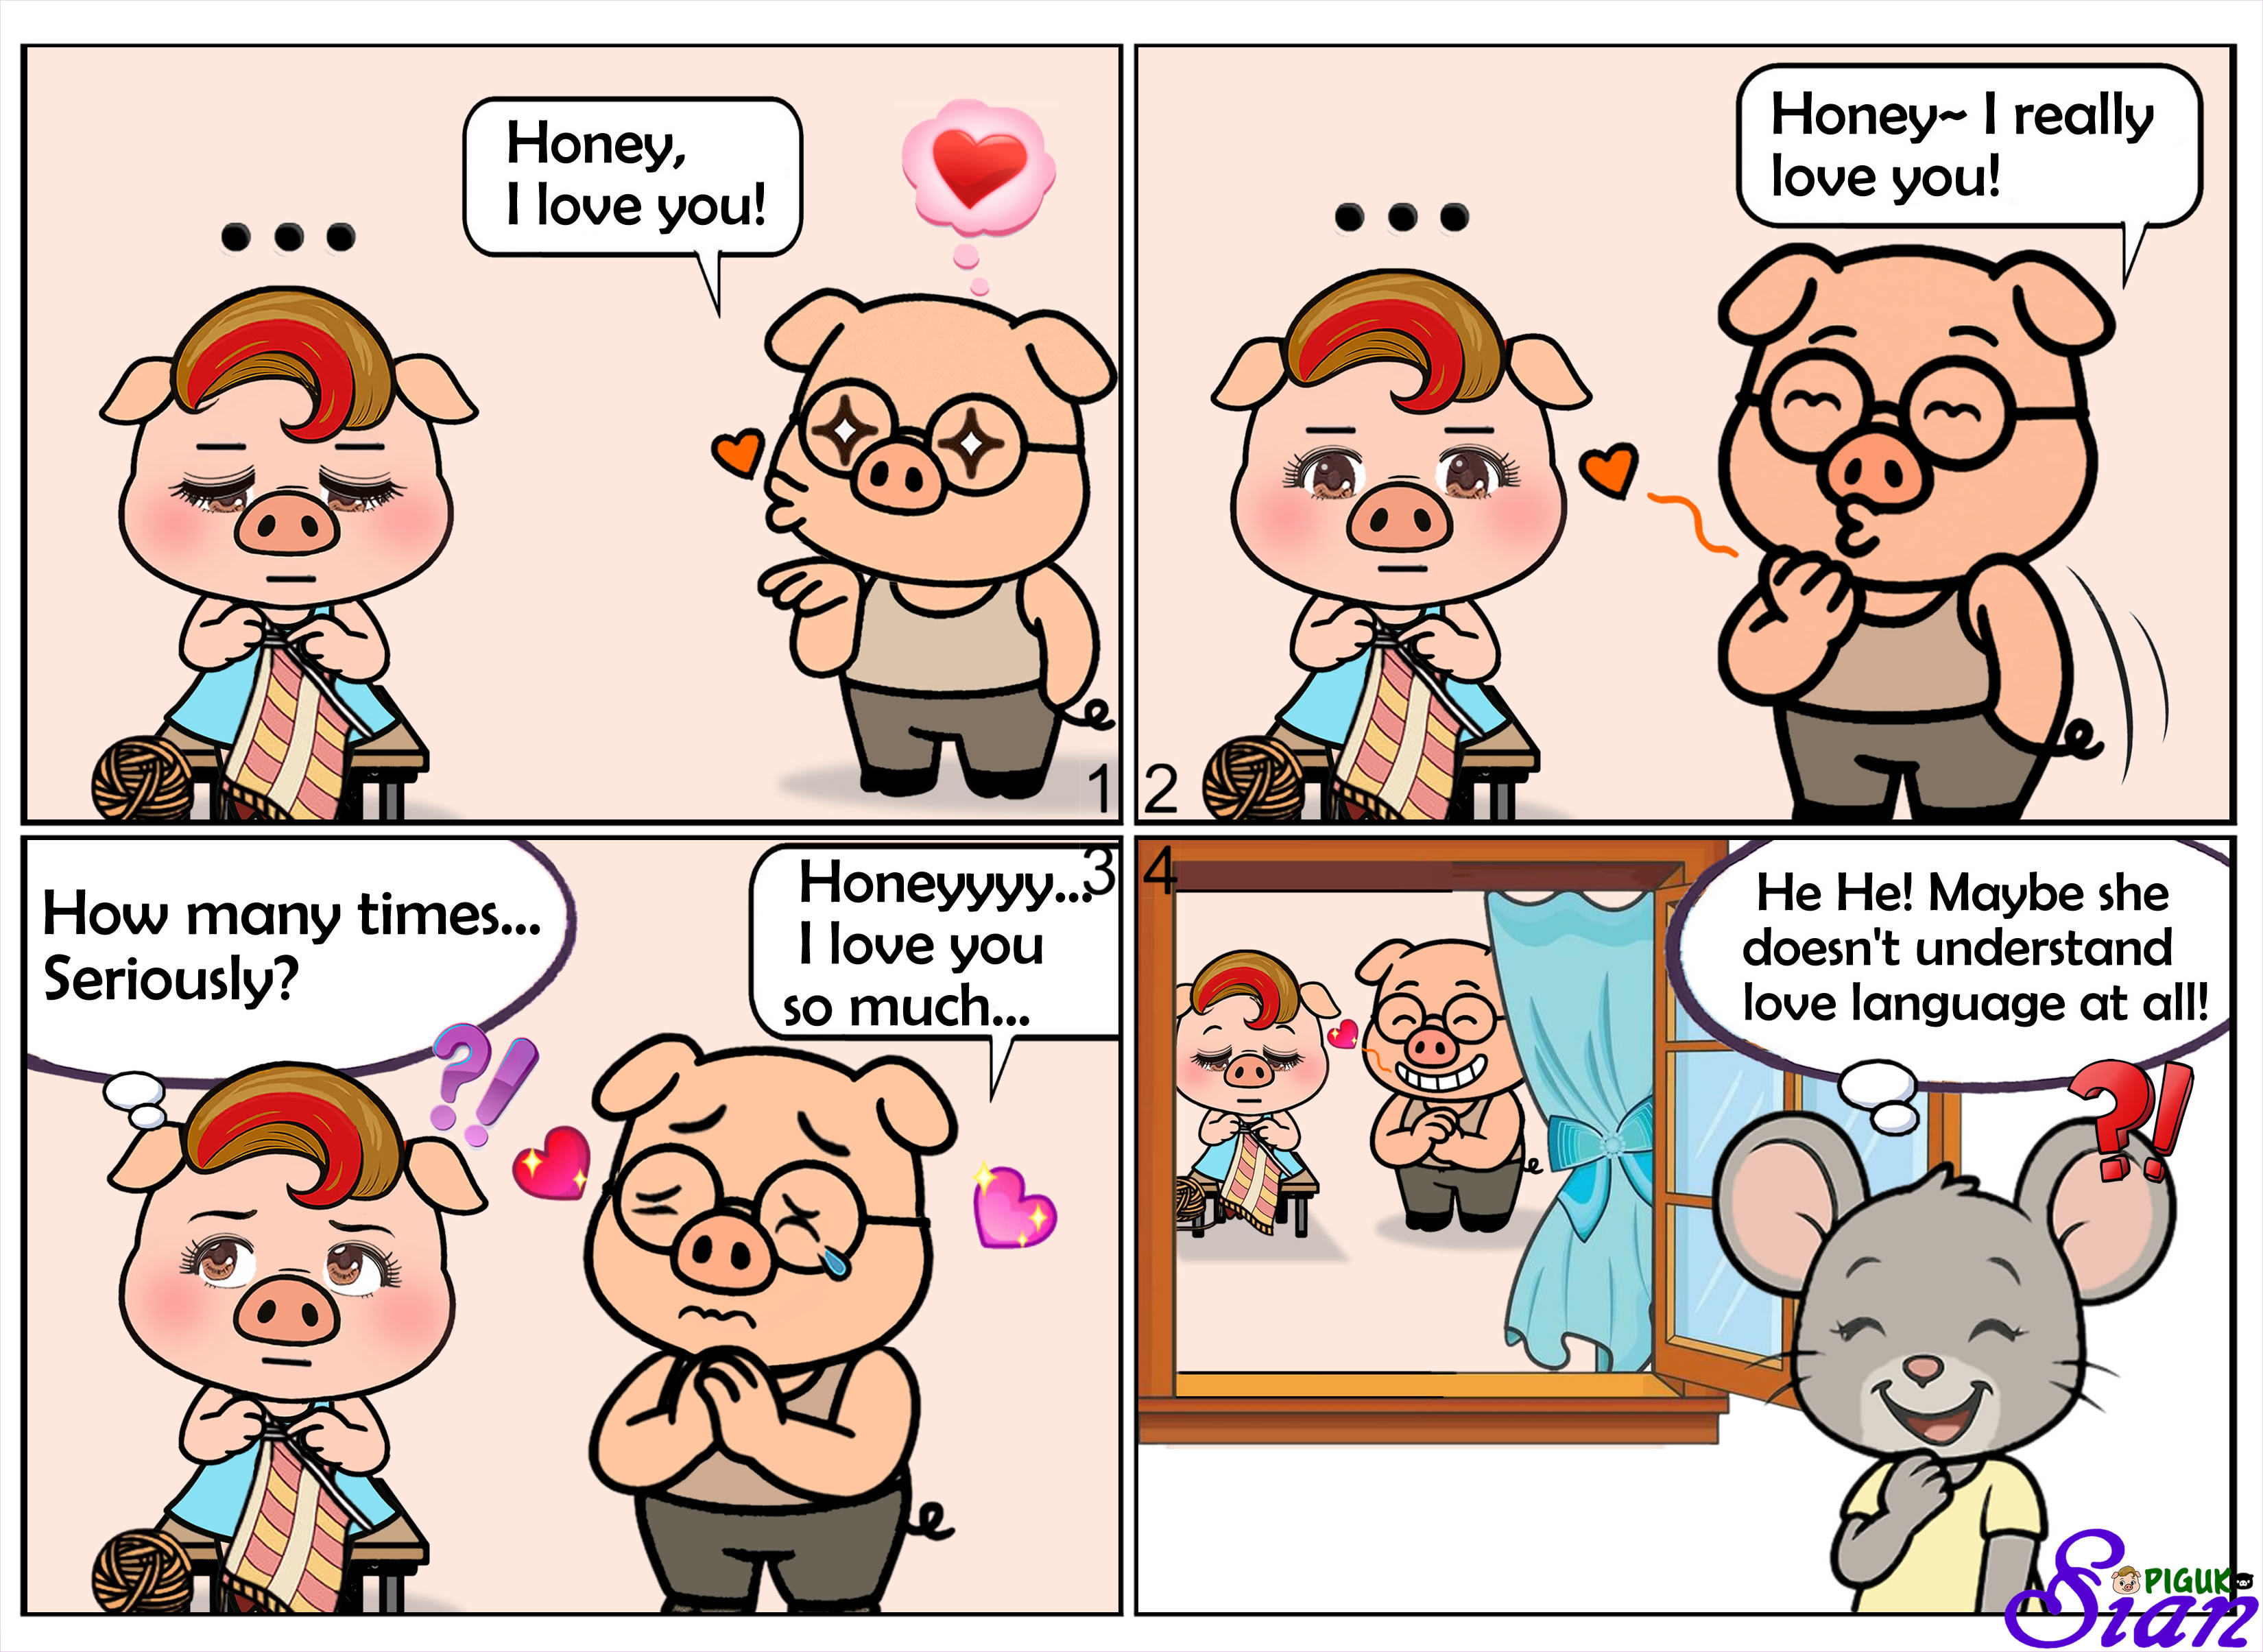 Honey,
I love you!
1
Honey~ I really
love you!
2
How many times...
Seriously?
Honeyyyy...
I love you
so much...
3
4
He He! Maybe she
doesn't understand
love language at all!
PIGUK
Sian